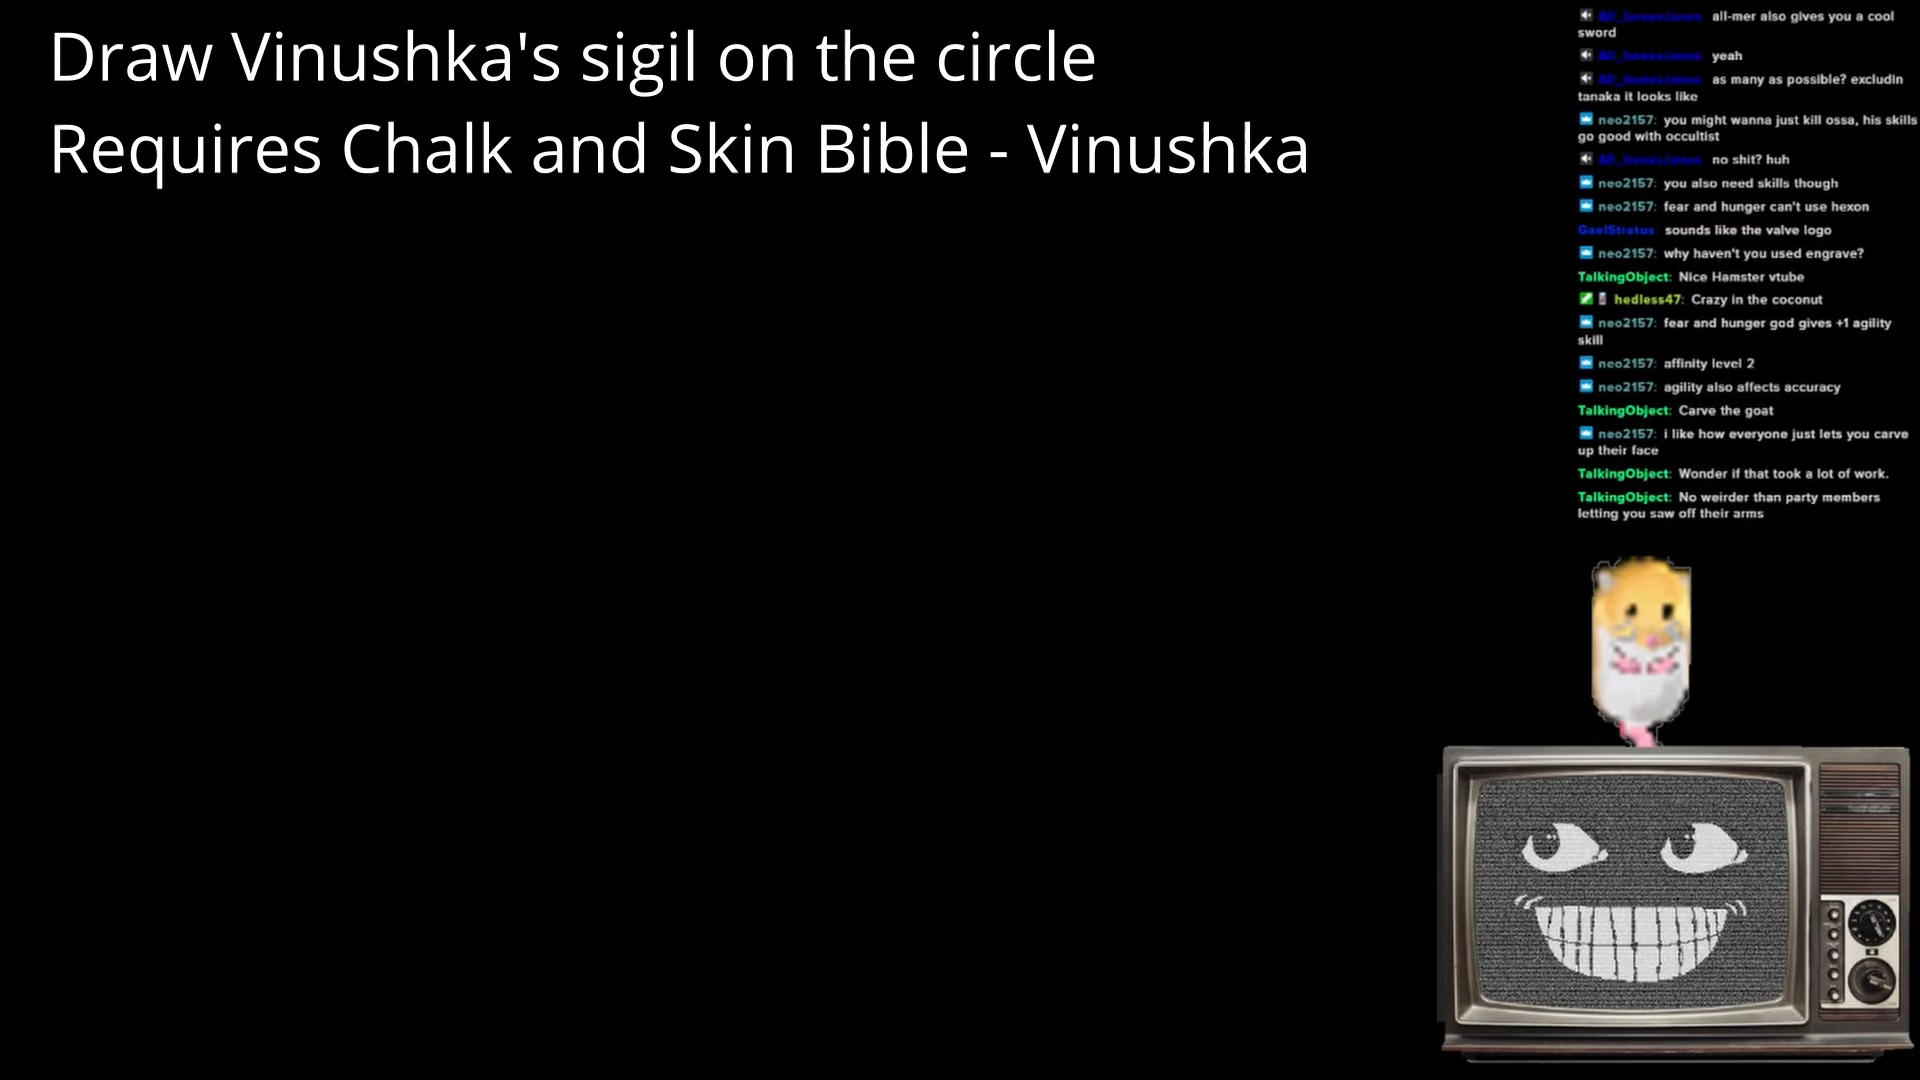 Draw Vinushka's sigil on the circle
Requires Chalk and Skin Bible - Vinushka
all-mer also gives you a cool
sword
yeah
as many as possible? excludin
tanaka it looks like
neo2157: you might wanna just kill ossa, his skills
go good with occultist
no shit? huh
neo2157: you also need skills though
neo2157: fear and hunger can't use hexon
GaelStratus: sounds like the valve logo
neo2157: why haven't you used engrave?
TalkingObject: Nice Hamster vtube
hedless47: Crazy in the coconut
neo2157: fear and hunger god gives +1 agility
skill
neo2157: affinity level 2
neo2157: agility also affects accuracy
TalkingObject: Carve the goat
neo2157: i like how everyone just lets you carve
up their face
TalkingObject: Wonder if that took a lot of work.
TalkingObject: No weirder than party members
letting you saw off their arms